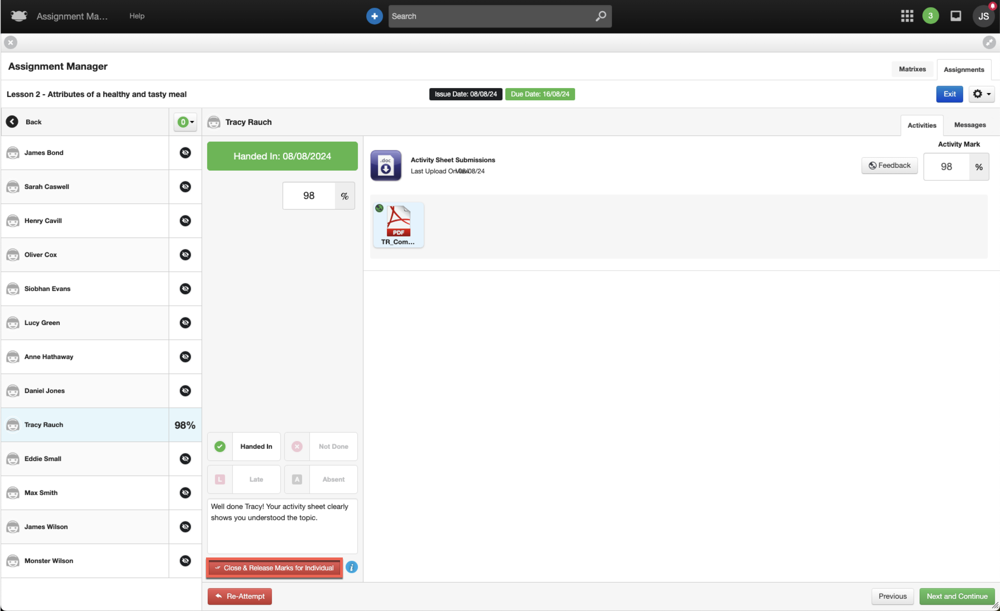 Assignment Ma...
Help
Search
3
JS
Assignment Manager
Matrixes
Assignments
Lesson 2 - Attributes of a healthy and tasty meal
Issue Date: 08/08/24
Due Date: 16/08/24
Exit
Back
0
Tracy Rauch
Activities
Messages
James Bond
Sarah Caswell
Henry Cavill
Oliver Cox
Siobhan Evans
Lucy Green
Anne Hathaway
Daniel Jones
Tracy Rauch
98%
Eddie Small
Max Smith
James Wilson
Monster Wilson
Handed In: 08/08/2024
98 %
Handed In
Not Done
L Late
A Absent
Well done Tracy! Your activity sheet clearly
shows you understood the topic.
Close & Release Marks for Individual
i
Re-Attempt
.doc
Activity Sheet Submissions
Last Upload On 08/08/24
View
Feedback
Activity Mark
98 %
PDF
TR_Com...
Previous
Next and Continue